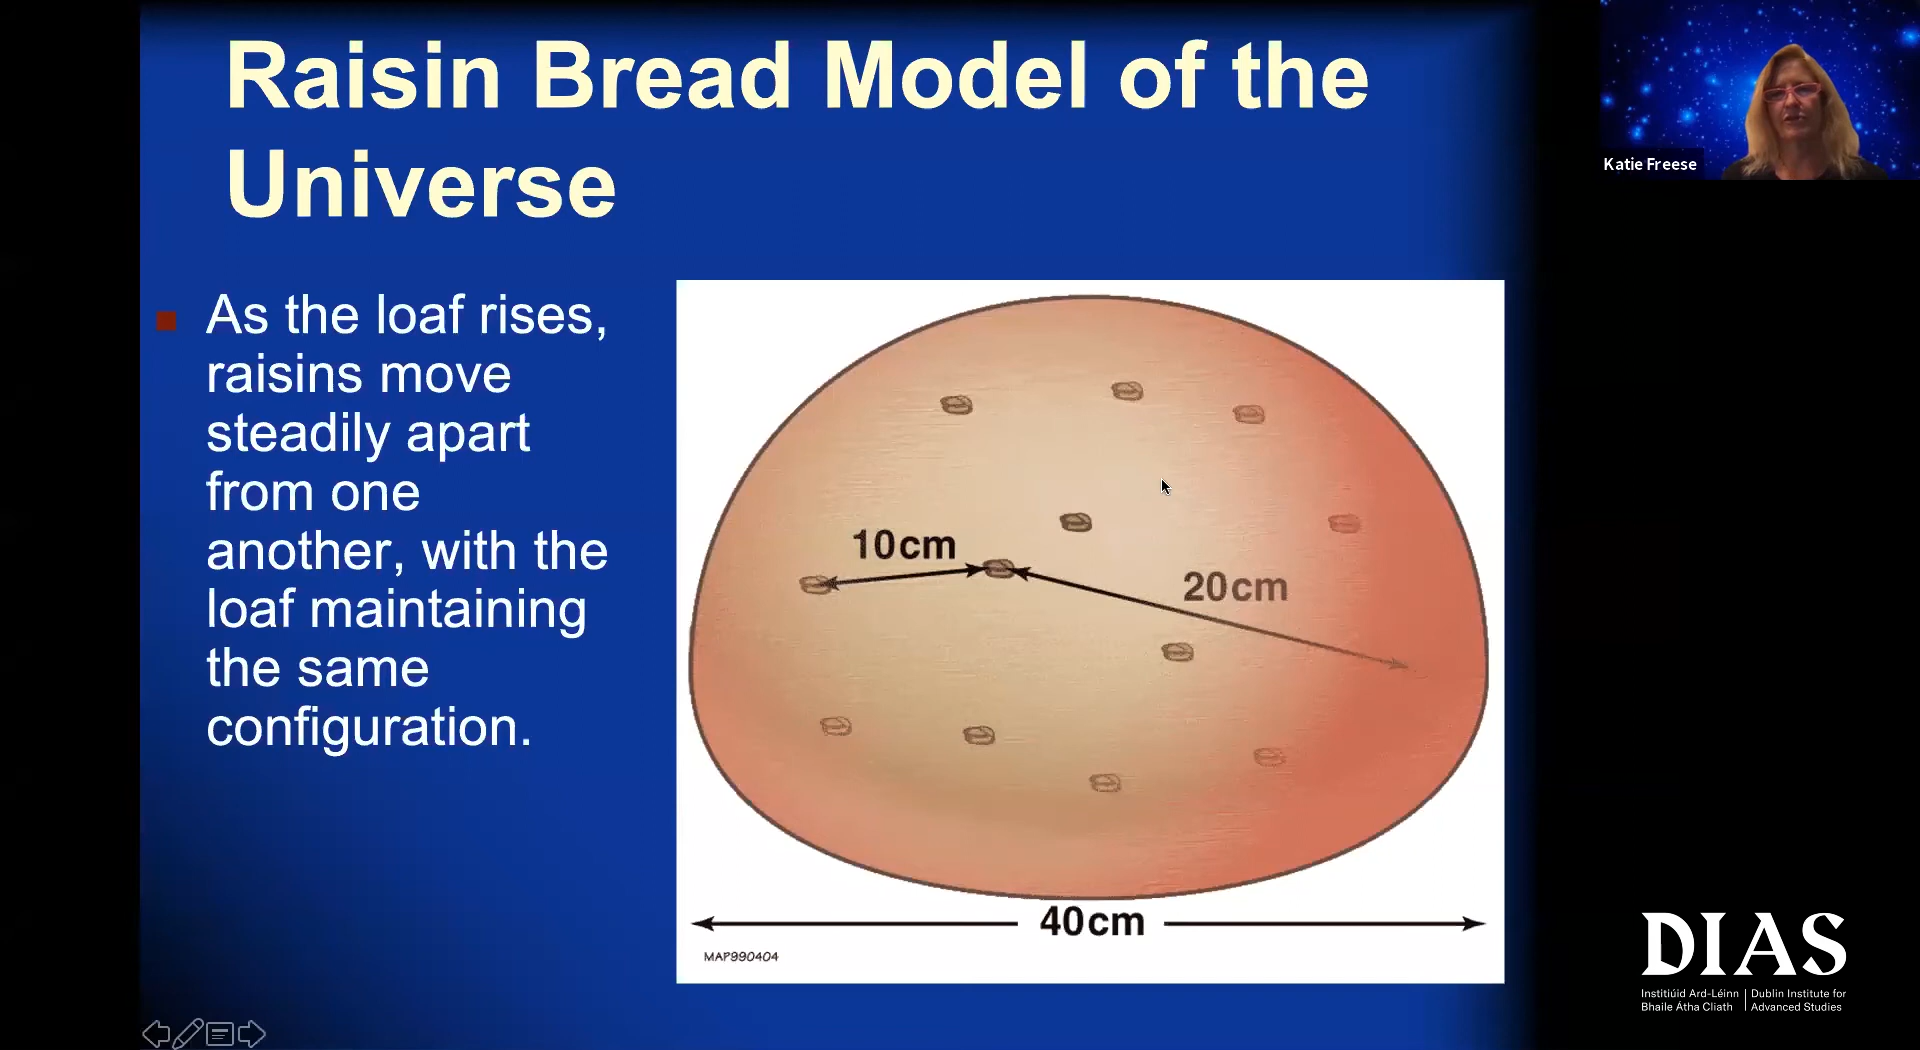 Raisin Bread Model of the
Universe
Katie Freese
As the loaf rises,
raisins move
steadily apart
from one
another, with the
loaf maintaining
the same
configuration.
10cm
20cm
40cm
MAP990404
DIAS
Institiúid Ard-Léinn
Bhaile Átha Cliath
Dublin Institute for
Advanced Studies